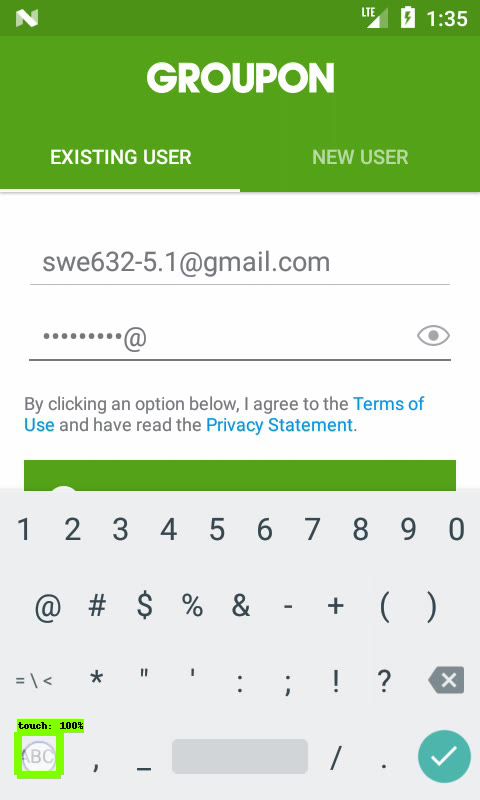 LTE 1:35
GROUPON
EXISTING USER NEW USER
swe632-5.1@gmail.com
•••••••••@
By clicking an option below, I agree to the Terms of
Use and have read the Privacy Statement.
1 2 3 4 5 6 7 8 9 0
@ # $ % & - + ( )
= \ < * " ' : ; ! ?
touch: 100%
ABC , _ / .